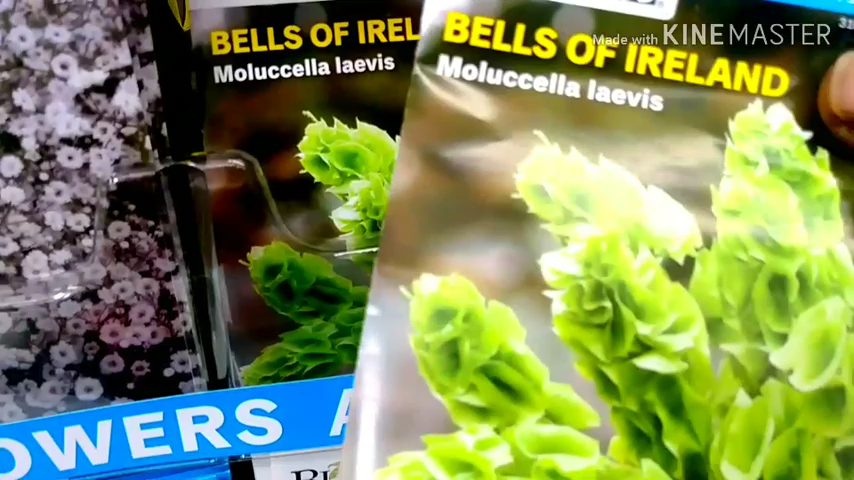 BELLS OF IREL
Moluccella laevis
BELLS OF IRELAND
Moluccella laevis
Made with KINEMASTER
OWERS